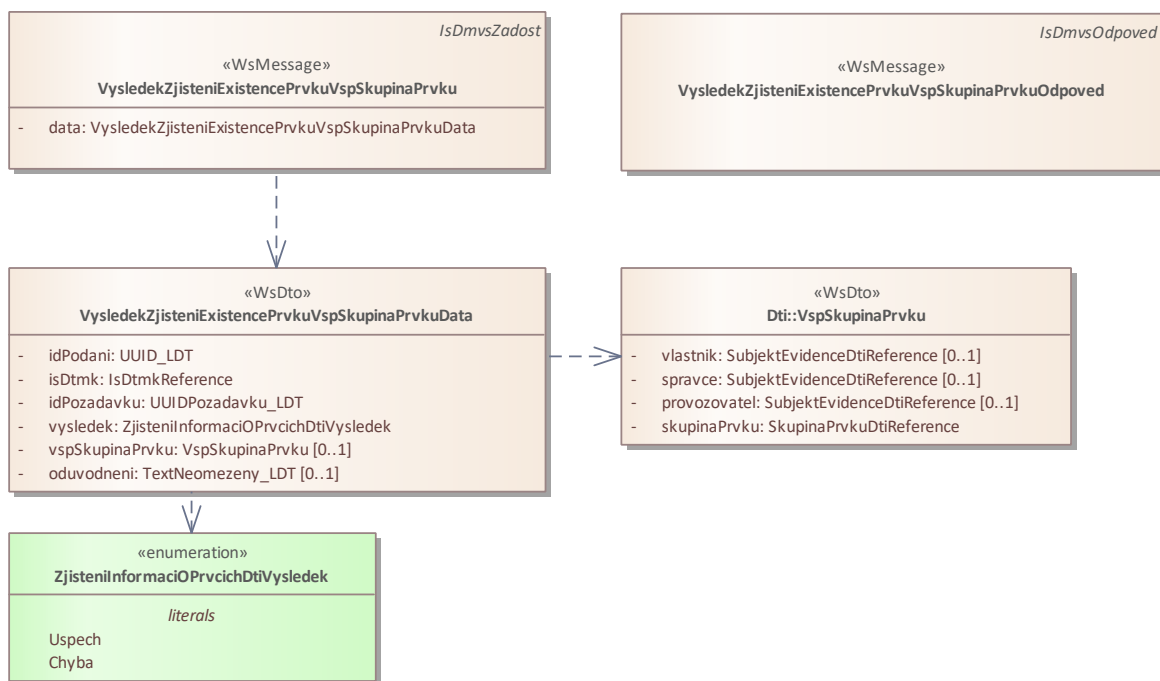 IsDmvsZadost
«WsMessage»
VysledekZjisteniExistencePrvkuVspSkupinaPrvku
- data: VysledekZjisteniExistencePrvkuVspSkupinaPrvkuData
IsDmvsOdpoved
«WsMessage»
VysledekZjisteniExistencePrvkuVspSkupinaPrvkuOdpoved
«WsDto»
VysledekZjisteniExistencePrvkuVspSkupinaPrvkuData
- idPodani: UUID_LDT
- isDtmk: IsDtmkReference
- idPozadavku: UUIDPozadavku_LDT
- vysledek: ZjisteniInformaciOPrvcichDtiVysledek
- vspSkupinaPrvku: VspSkupinaPrvku [0..1]
- oduvodneni: TextNeomezeny_LDT [0..1]
«WsDto»
Dti::VspSkupinaPrvku
- vlastnik: SubjektEvidenceDtiReference [0..1]
- spravce: SubjektEvidenceDtiReference [0..1]
- provozovatel: SubjektEvidenceDtiReference [0..1]
- skupinaPrvku: SkupinaPrvkuDtiReference
«enumeration»
ZjisteniInformaciOPrvcichDtiVysledek
literals
Uspech
Chyba